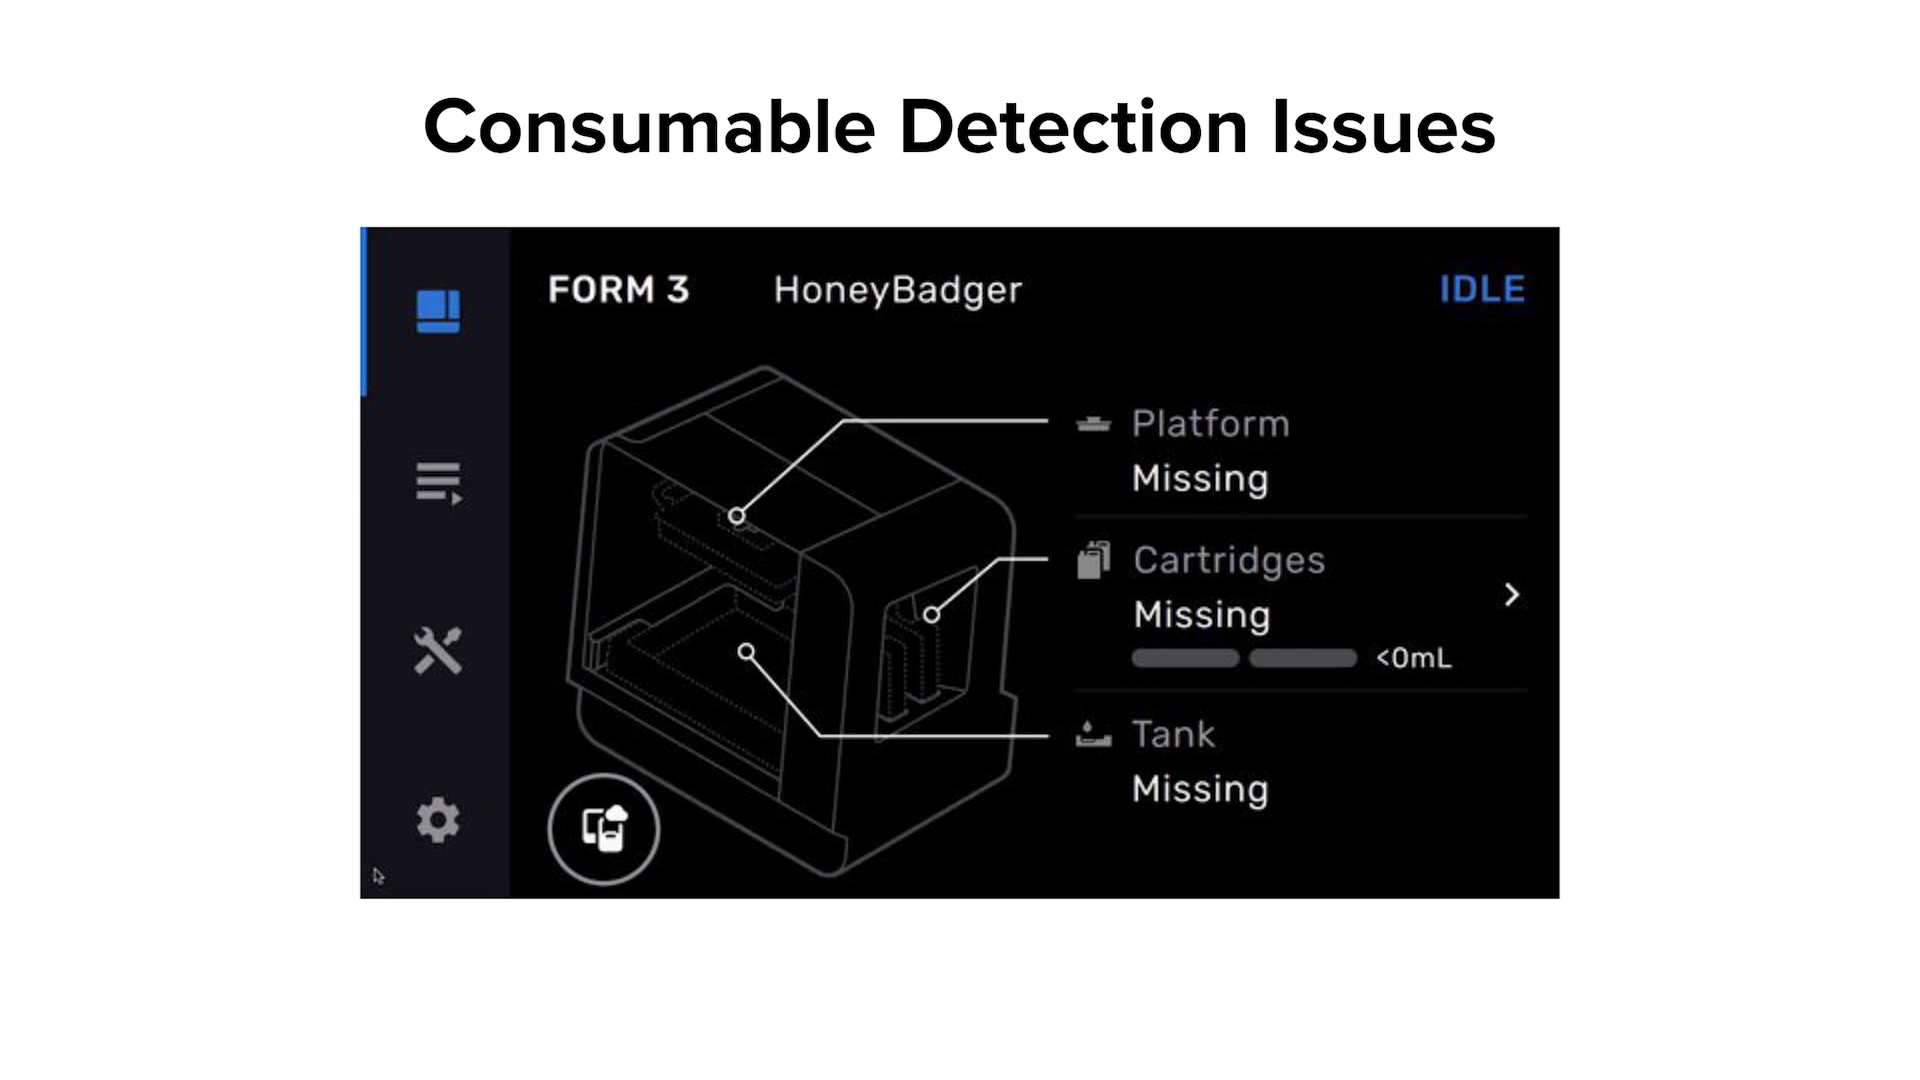 Consumable Detection Issues
FORM 3 HoneyBadger IDLE
Platform
Missing
Cartridges
Missing
<0mL
Tank
Missing